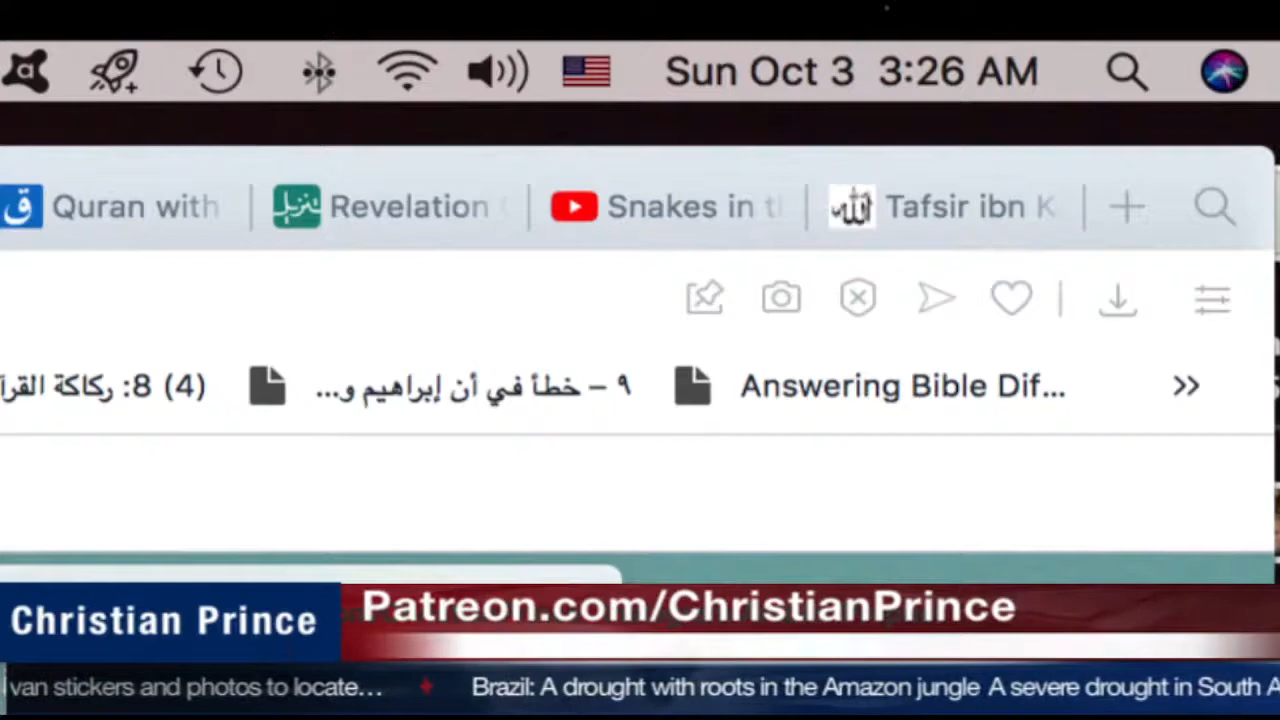 Sun Oct 3 3:26 AM
Quran with
Revelation
Snakes in t
Tafsir ibn K
8: ركاكة القرآ (4)
٩ – خطأ في أن إبراهيم و...
Answering Bible Dif...
Christian Prince
Patreon.com/ChristianPrince
van stickers and photos to locate... Brazil: A drought with roots in the Amazon jungle A severe drought in South A